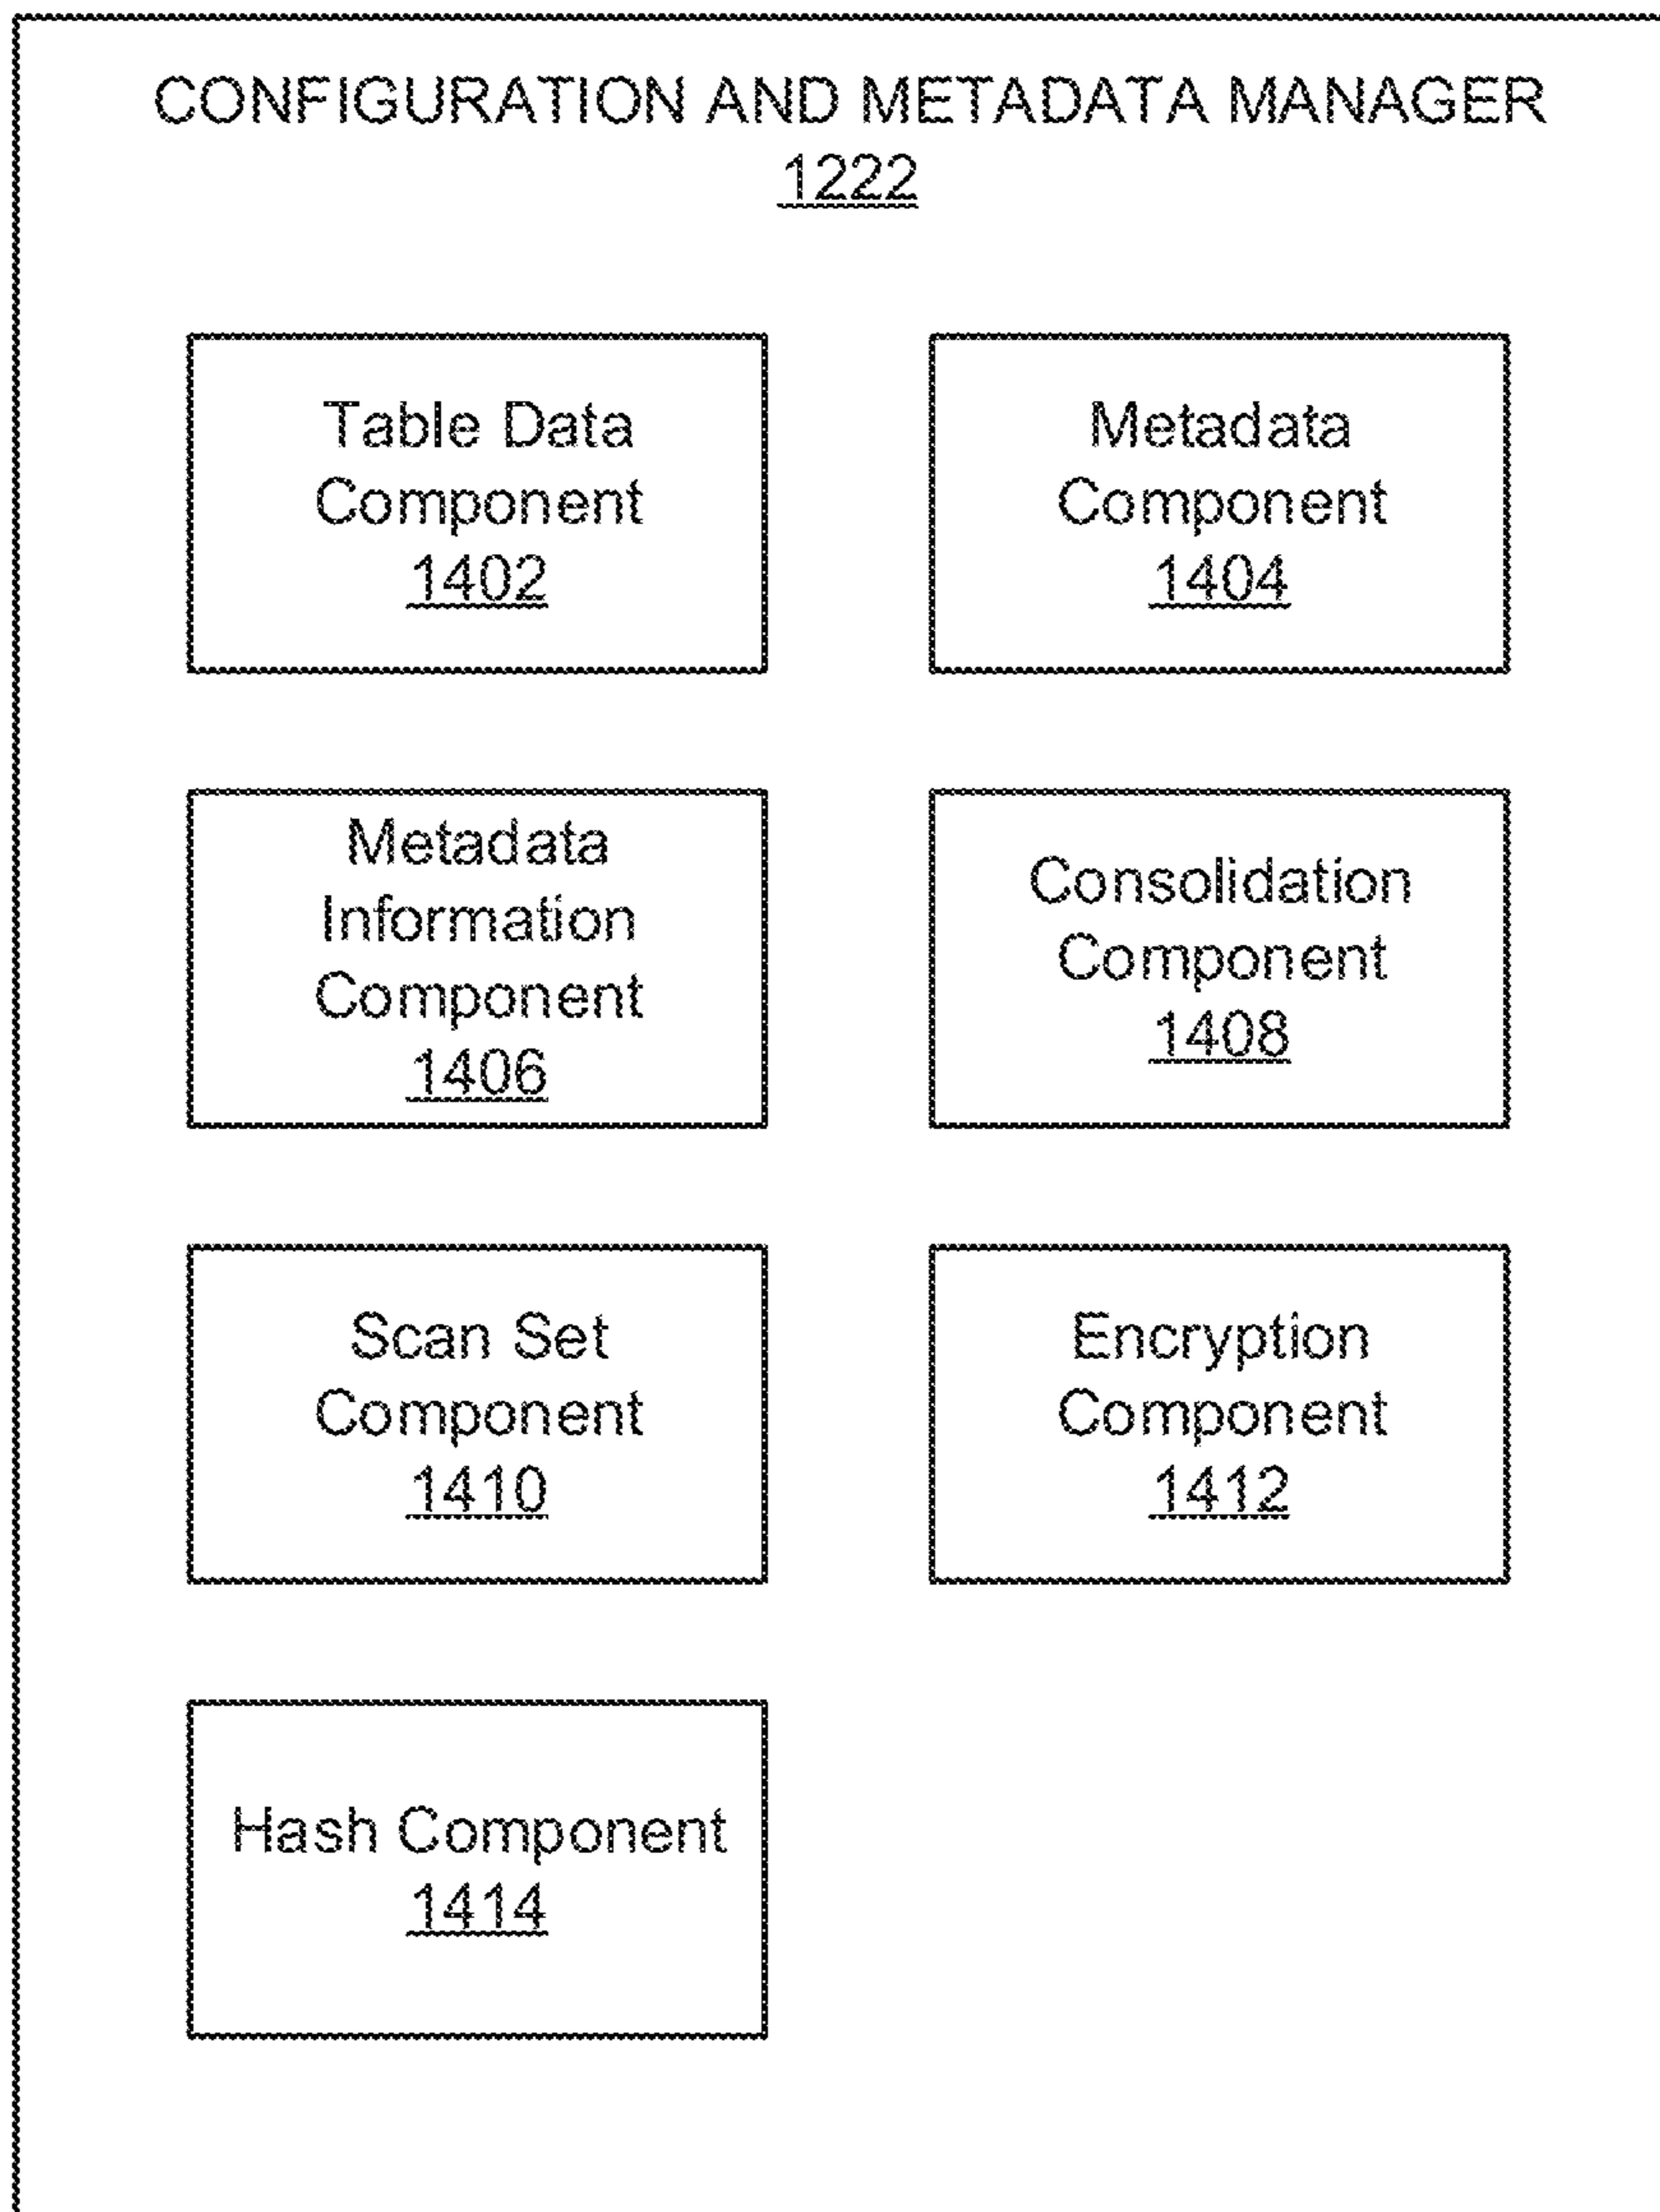 CONFIGURATION AND METADATA MANAGER
1222
Table Data
Component
1402
Metadata
Component
1404
Metadata
Information
Component
1406
Consolidation
Component
1408
Scan Set
Component
1410
Encryption
Component
1412
Hash Component
1414